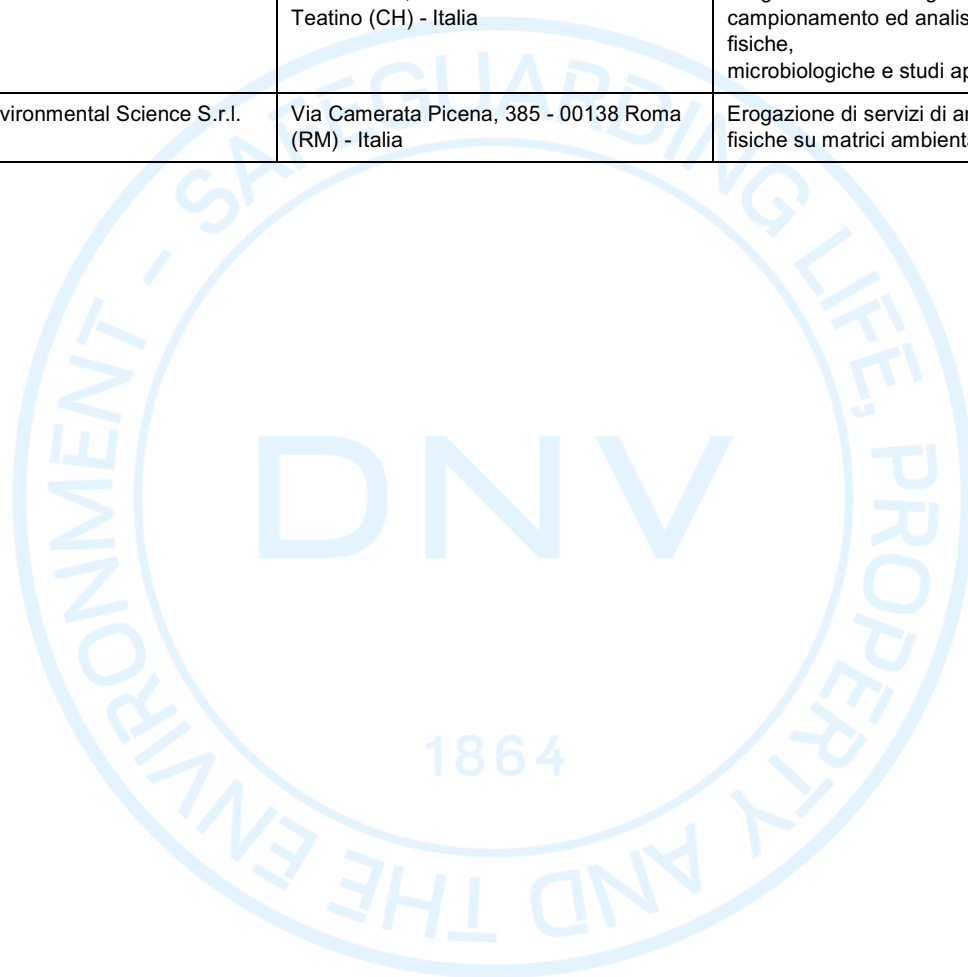 Teatino (CH) - Italia
campionamento ed analis
fisiche,
microbiologiche e studi ap
vironmental Science S.r.l.
Via Camerata Picena, 385 - 00138 Roma
(RM) - Italia
Erogazione di servizi di an
fisiche su matrici ambienta
SAFEGUARDING LIFE, PROPERTY AND THE ENVIRONMENT -
DNV
1864